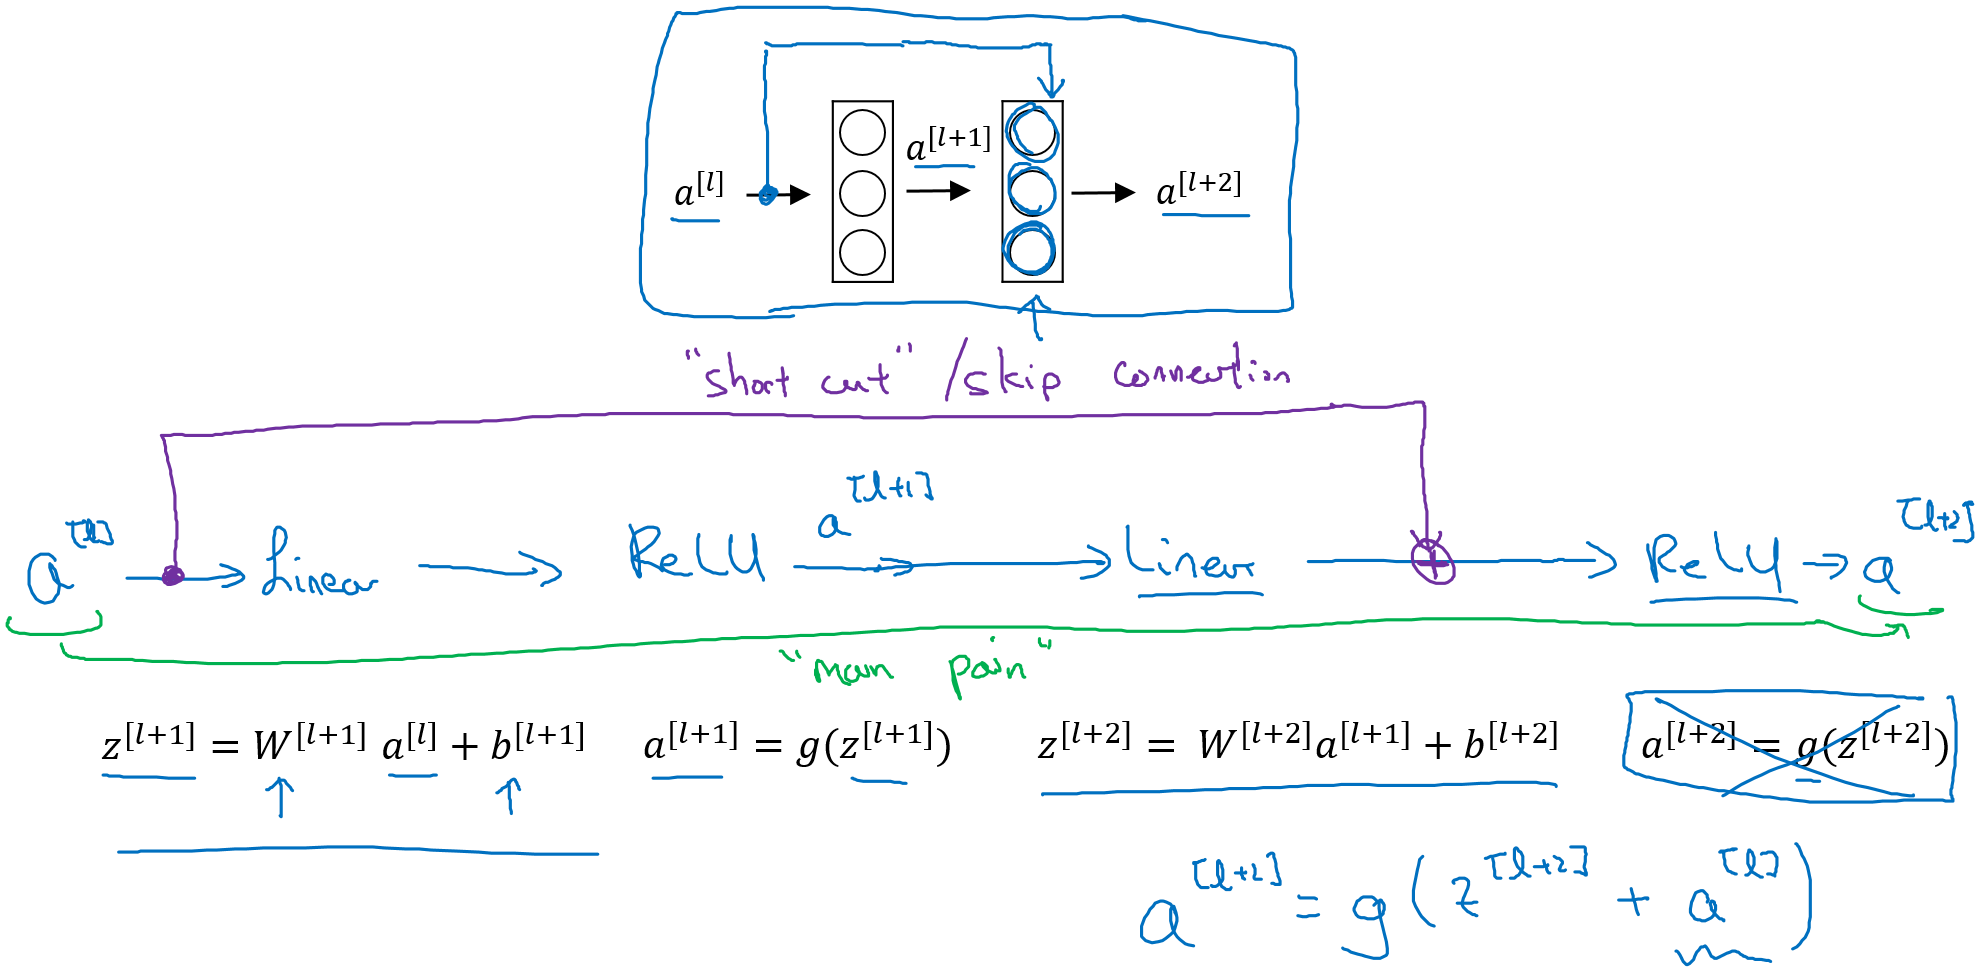 a^[l] a^[l+1] a^[l+2]
"short cut" / skip connection
a^[l] → Linear → ReLU a^[l+1] → Linear → ReLU → a^[l+2]
"main path"
z^[l+1] = W^[l+1] a^[l] + b^[l+1] a^[l+1] = g(z^[l+1]) z^[l+2] = W^[l+2] a^[l+1] + b^[l+2] a^[l+2] = g(z^[l+2])
a^[l+2] = g(z^[l+2] + a^[l])